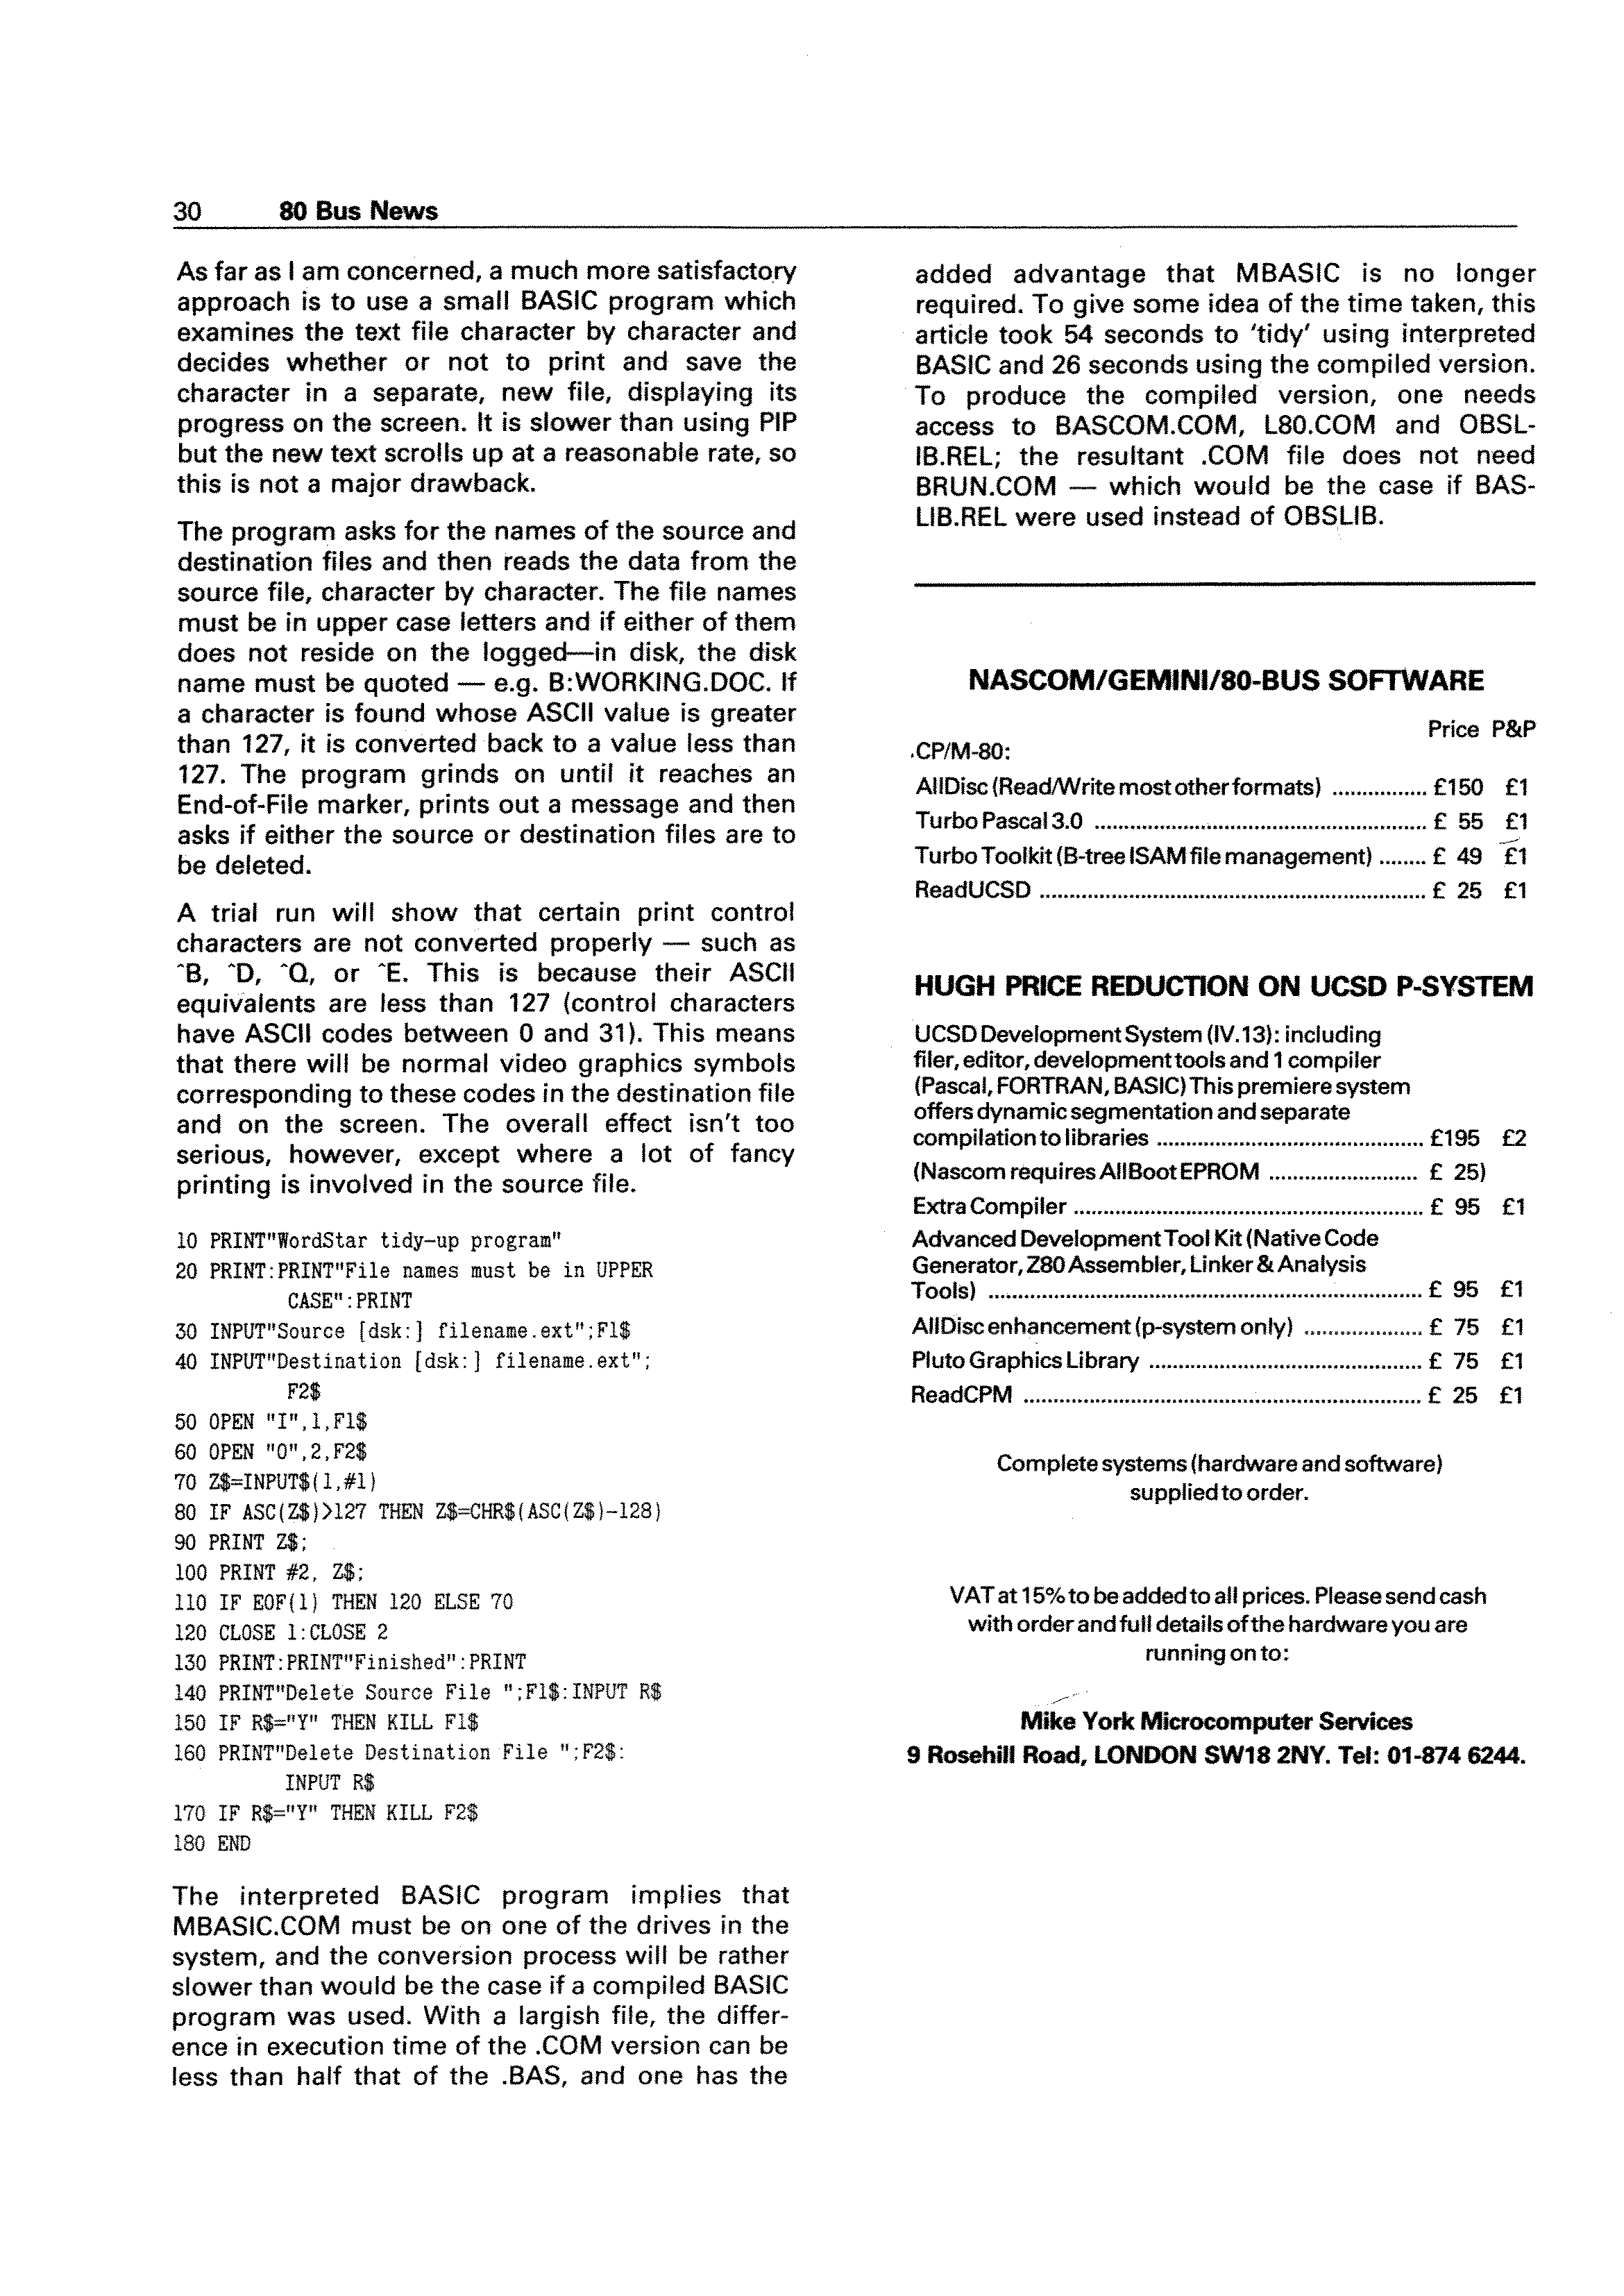 30 80 Bus News
As far as I am concerned, a much more satisfactory
approach is to use a small BASIC program which
examines the text file character by character and
decides whether or not to print and save the
character in a separate, new file, displaying its
progress on the screen. It is slower than using PIP
but the new text scrolls up at a reasonable rate, so
this is not a major drawback.
The program asks for the names of the source and
destination files and then reads the data from the
source file, character by character. The file names
must be in upper case letters and if either of them
does not reside on the logged—in disk, the disk
name must be quoted — e.g. B:WORKING.DOC. If
a character is found whose ASCII value is greater
than 127, it is converted back to a value less than
127. The program grinds on until it reaches an
End-of-File marker, prints out a message and then
asks if either the source or destination files are to
be deleted.
A trial run will show that certain print control
characters are not converted properly — such as
^B, ^D, ^Q, or ^E. This is because their ASCII
equivalents are less than 127 (control characters
have ASCII codes between 0 and 31). This means
that there will be normal video graphics symbols
corresponding to these codes in the destination file
and on the screen. The overall effect isn't too
serious, however, except where a lot of fancy
printing is involved in the source file.
10 PRINT"WordStar tidy-up program"
20 PRINT:PRINT"File names must be in UPPER
CASE":PRINT
30 INPUT"Source [dsk:] filename.ext";F1$
40 INPUT"Destination [dsk:] filename.ext";
F2$
50 OPEN "I",1,F1$
60 OPEN "O",2,F2$
70 Z$=INPUT$(1,#1)
80 IF ASC(Z$)>127 THEN Z$=CHR$(ASC(Z$)-128)
90 PRINT Z$;
100 PRINT #2, Z$;
110 IF EOF(1) THEN 120 ELSE 70
120 CLOSE 1:CLOSE 2
130 PRINT:PRINT"Finished":PRINT
140 PRINT"Delete Source File ";F1$:INPUT R$
150 IF R$="Y" THEN KILL F1$
160 PRINT"Delete Destination File ";F2$:
INPUT R$
170 IF R$="Y" THEN KILL F2$
180 END
The interpreted BASIC program implies that
MBASIC.COM must be on one of the drives in the
system, and the conversion process will be rather
slower than would be the case if a compiled BASIC
program was used. With a largish file, the differ-
ence in execution time of the .COM version can be
less than half that of the .BAS, and one has the
added advantage that MBASIC is no longer
required. To give some idea of the time taken, this
article took 54 seconds to 'tidy' using interpreted
BASIC and 26 seconds using the compiled version.
To produce the compiled version, one needs
access to BASCOM.COM, L80.COM and OBSL-
IB.REL; the resultant .COM file does not need
BRUN.COM — which would be the case if BAS-
LIB.REL were used instead of OBSLIB.
NASCOM/GEMINI/80-BUS SOFTWARE
Price P&P
CP/M-80:
AllDisc (Read/Write most other formats) ................ £150 £1
Turbo Pascal 3.0 ........................................................ £ 55 £1
Turbo Toolkit (B-tree ISAM file management) ........ £ 49 £1
ReadUCSD ................................................................. £ 25 £1
HUGH PRICE REDUCTION ON UCSD P-SYSTEM
UCSD Development System (IV.13): including
filer, editor, development tools and 1 compiler
(Pascal, FORTRAN, BASIC) This premiere system
offers dynamic segmentation and separate
compilation to libraries ............................................. £195 £2
(Nascom requires AllBoot EPROM ......................... £ 25)
Extra Compiler ........................................................... £ 95 £1
Advanced Development Tool Kit (Native Code
Generator, Z80 Assembler, Linker & Analysis
Tools) ......................................................................... £ 95 £1
AllDisc enhancement (p-system only) .................... £ 75 £1
Pluto Graphics Library .............................................. £ 75 £1
ReadCPM ................................................................... £ 25 £1
Complete systems (hardware and software)
supplied to order.
VAT at 15% to be added to all prices. Please send cash
with order and full details of the hardware you are
running on to:
Mike York Microcomputer Services
9 Rosehill Road, LONDON SW18 2NY. Tel: 01-874 6244.